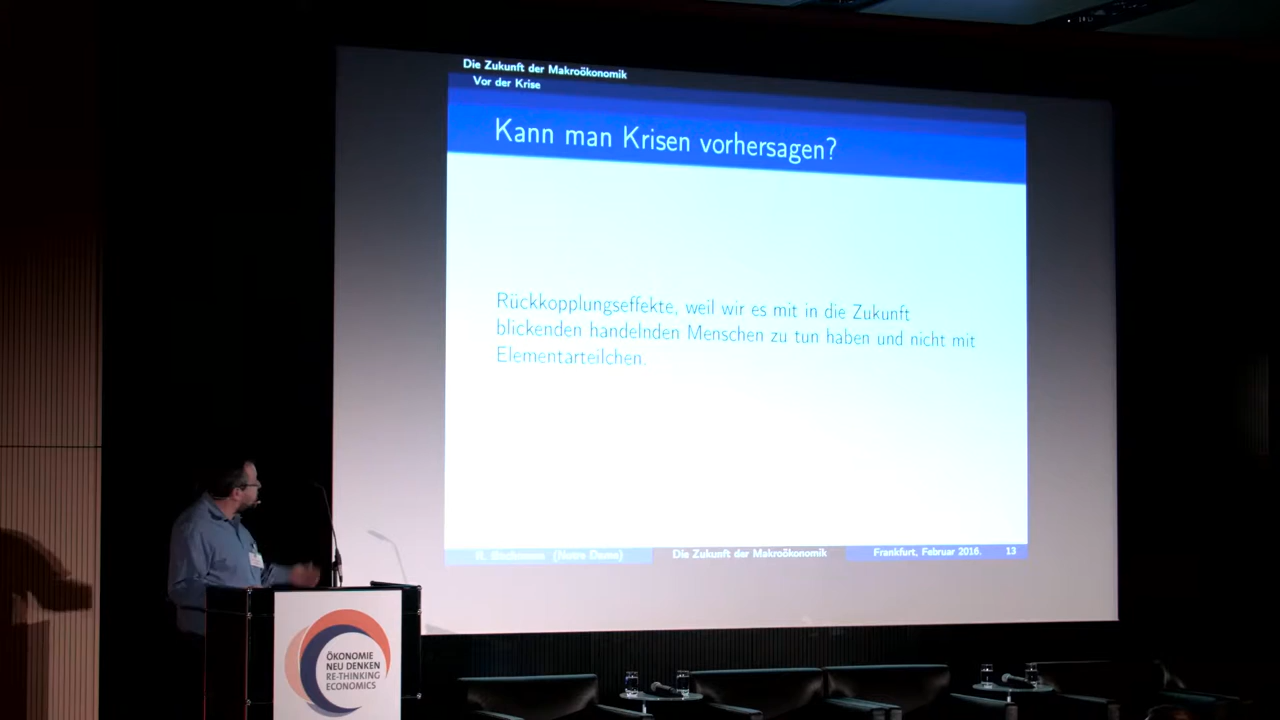 Die Zukunft der Makroökonomik
Vor der Krise
Kann man Krisen vorhersagen?
Rückkopplungseffekte, weil wir es mit in die Zukunft
blickenden handelnden Menschen zu tun haben und nicht mit
Elementarteilchen.
R. Bachmann (Notre Dame) Die Zukunft der Makroökonomik Frankfurt, Februar 2016. 13
ÖKONOMIE
NEU DENKEN
RE-THINKING
ECONOMICS